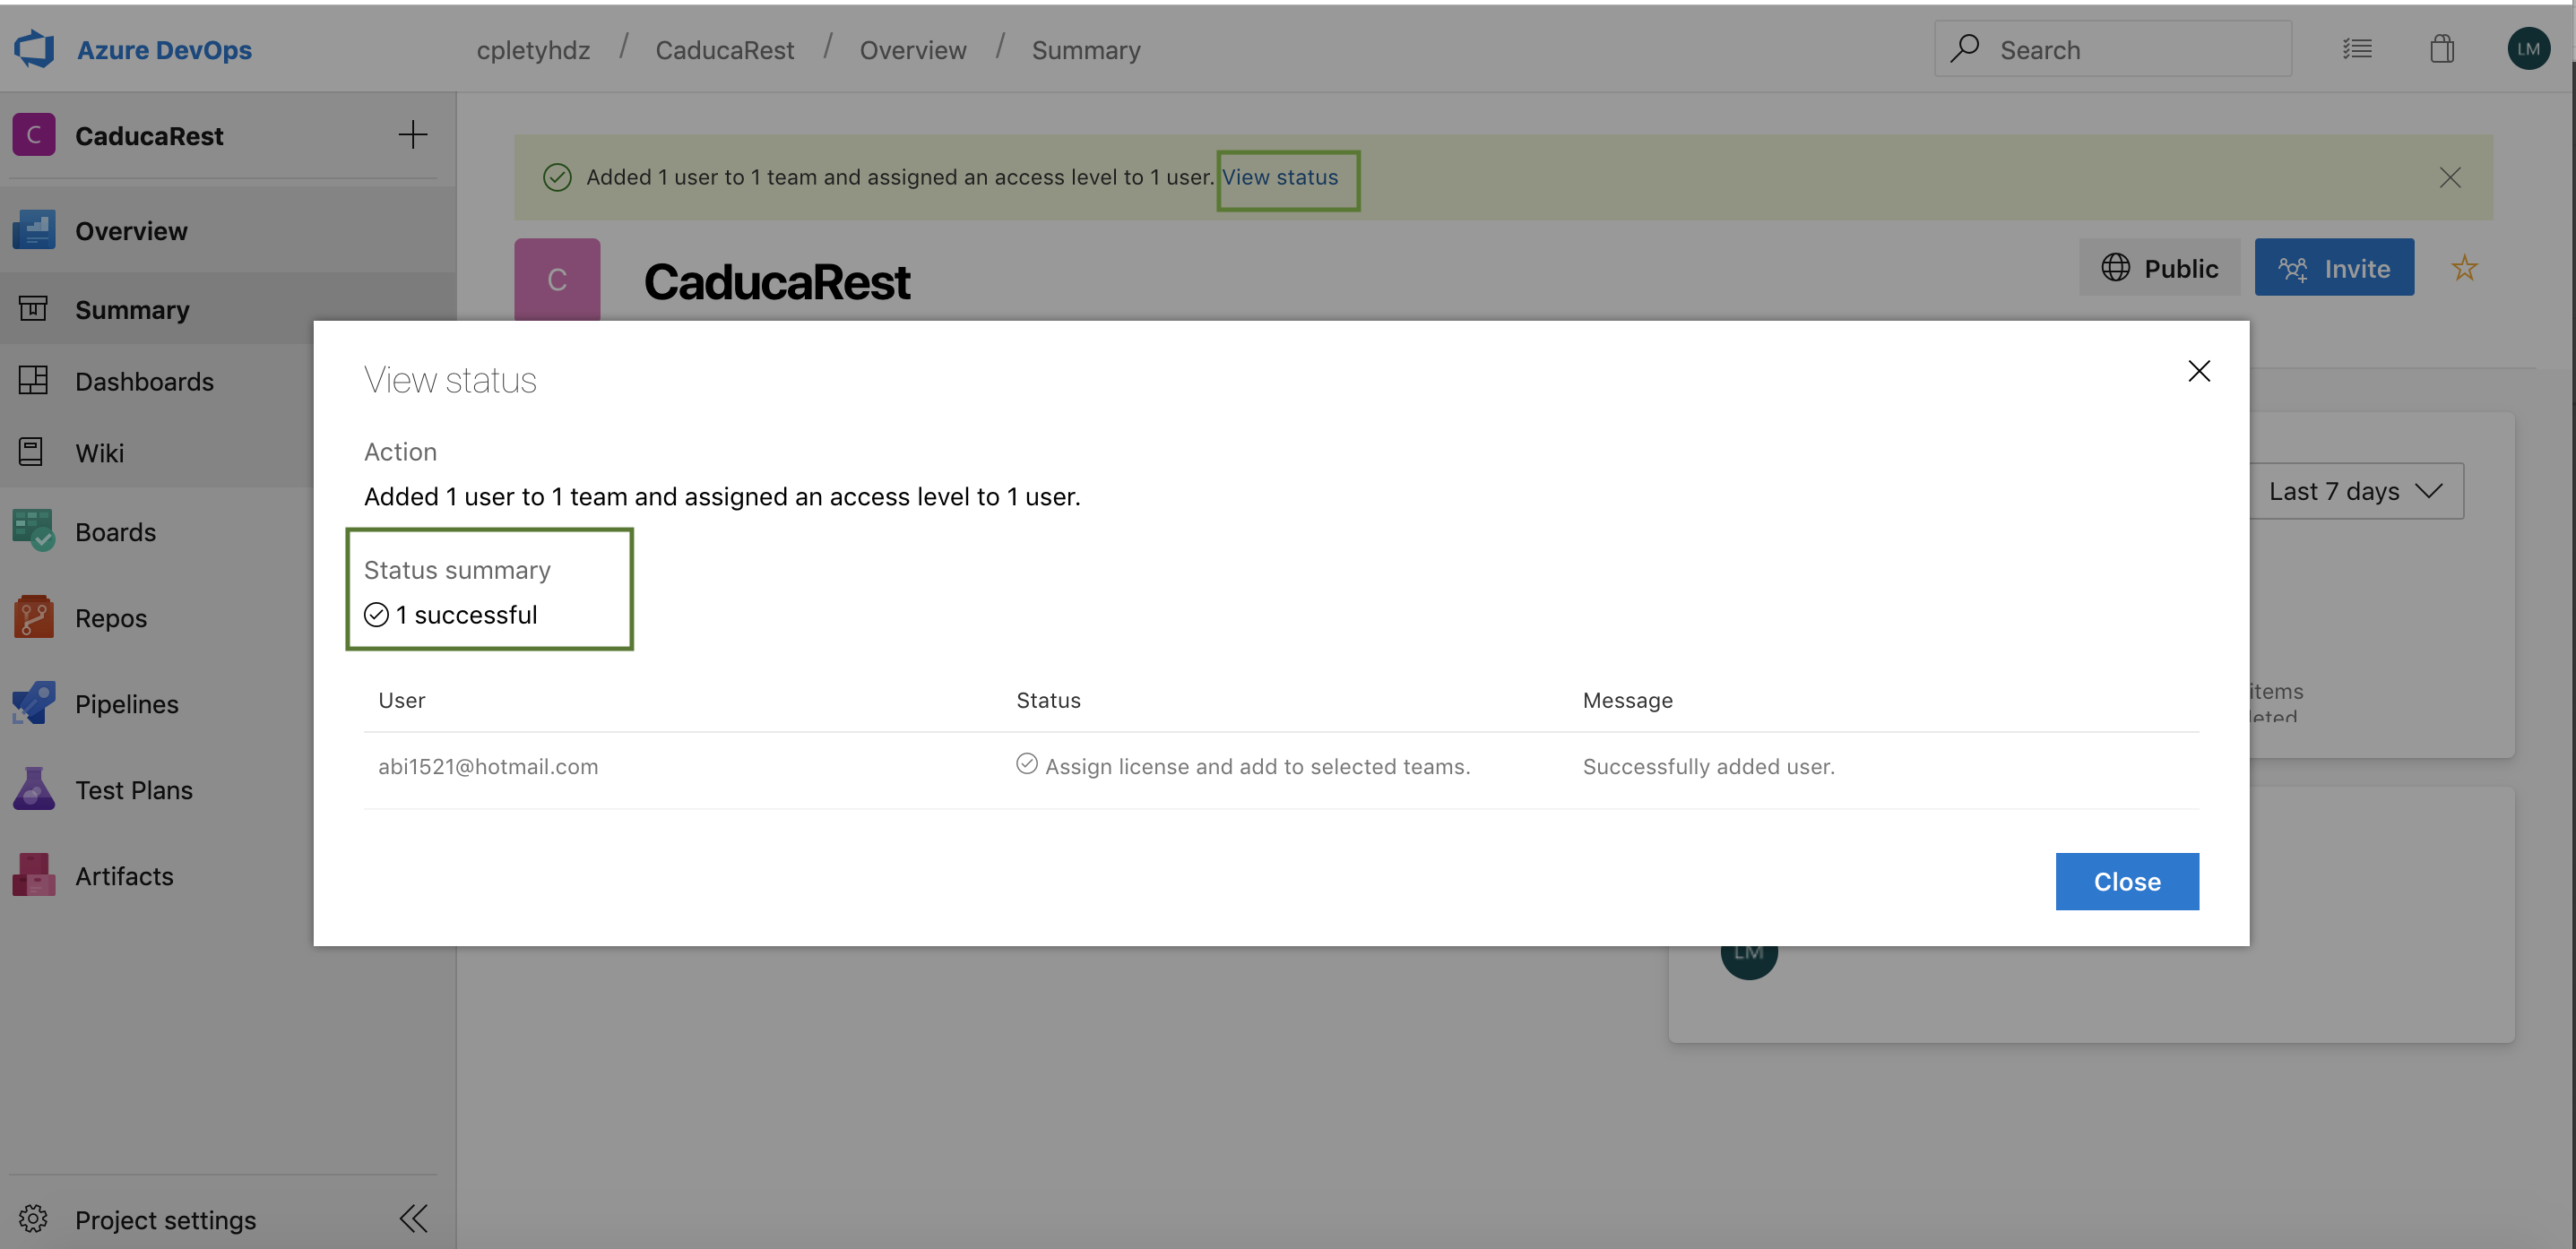 Azure DevOps
cpletyhdz / CaducaRest / Overview / Summary
Search
LM
C
CaducaRest
Overview
Summary
Dashboards
Wiki
Boards
Repos
Pipelines
Test Plans
Artifacts
Project settings
Added 1 user to 1 team and assigned an access level to 1 user. View status
C
CaducaRest
Public
Invite
Last 7 days
items
View status
Action
Added 1 user to 1 team and assigned an access level to 1 user.
Status summary
1 successful
User Status Message
abi1521@hotmail.com Assign license and add to selected teams. Successfully added user.
Close
LM